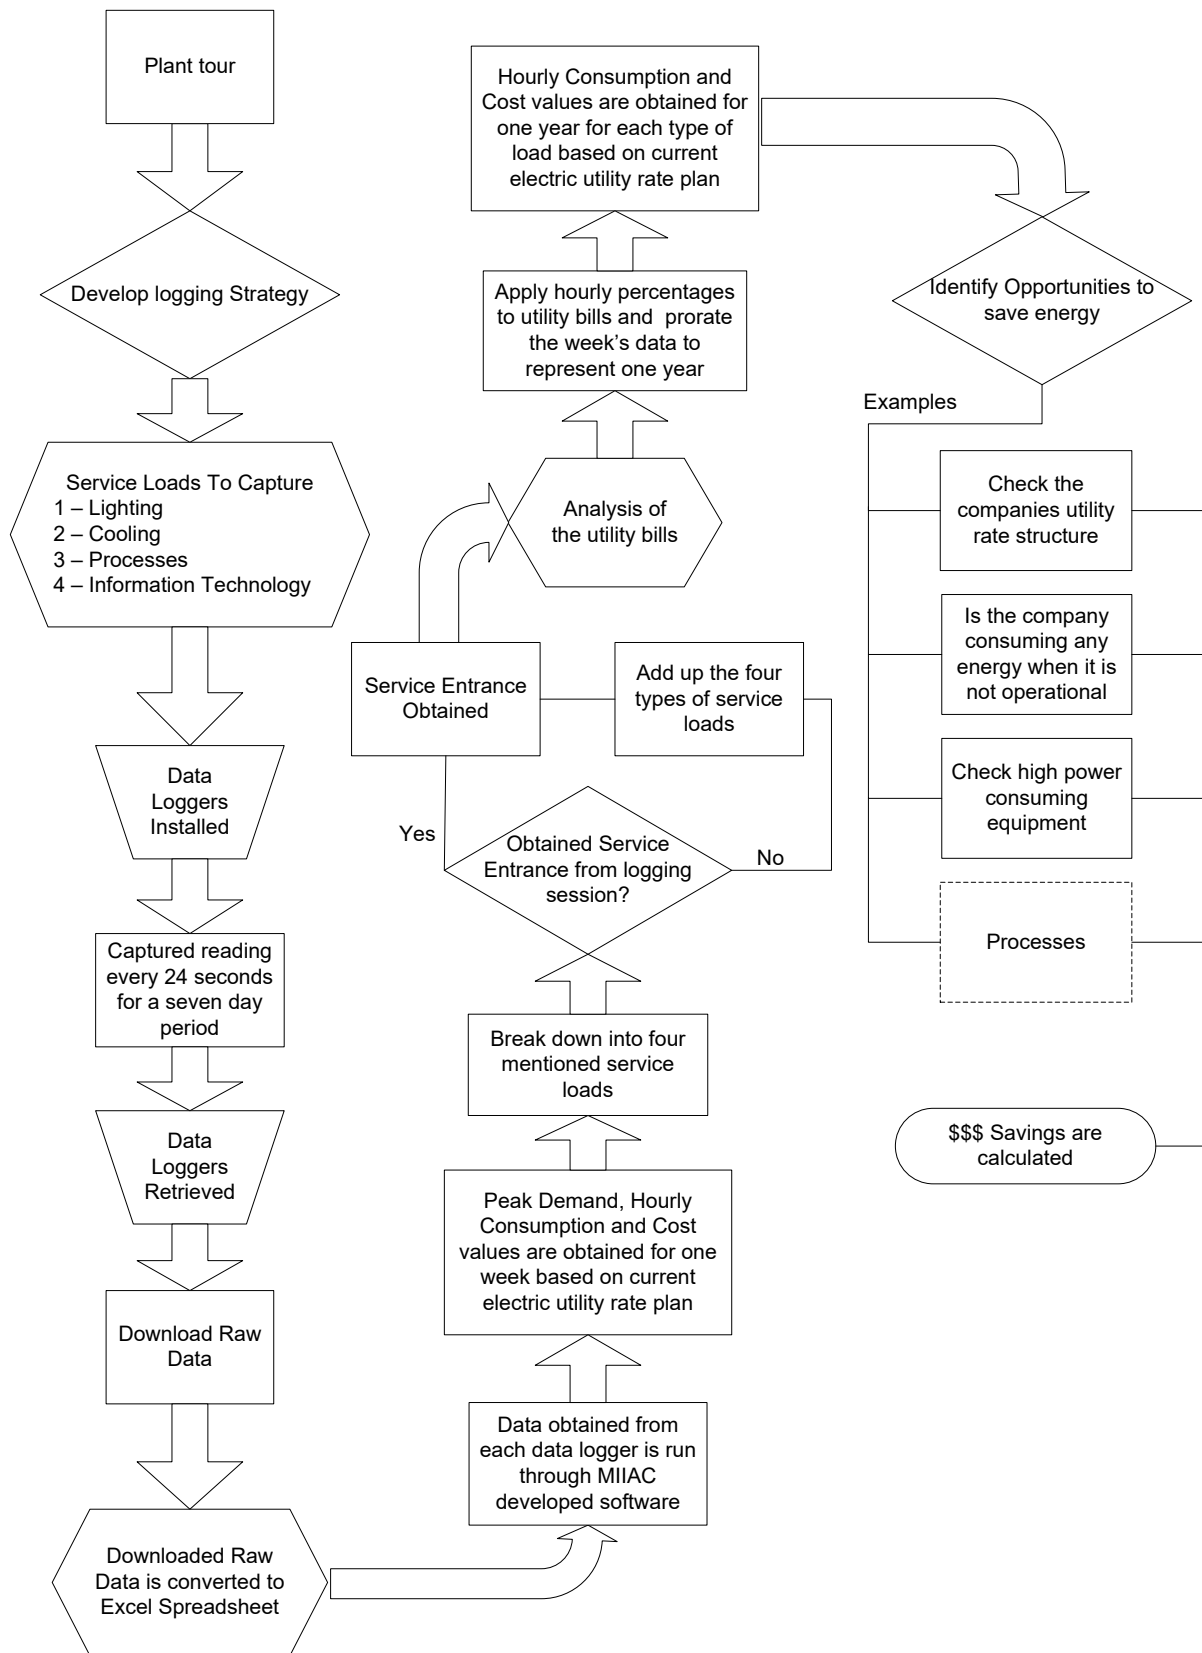 Plant tour
Develop logging Strategy
Service Loads To Capture
1 – Lighting
2 – Cooling
3 – Processes
4 – Information Technology
Data
Loggers
Installed
Captured reading
every 24 seconds
for a seven day
period
Data
Loggers
Retrieved
Download Raw
Data
Downloaded Raw
Data is converted to
Excel Spreadsheet
Data obtained from
each data logger is run
through MIIAC
developed software
Peak Demand, Hourly
Consumption and Cost
values are obtained for one
week based on current
electric utility rate plan
Break down into four
mentioned service
loads
Obtained Service
Entrance from logging
session?
Yes
No
Add up the four
types of service
loads
Service Entrance
Obtained
Analysis of
the utility bills
Apply hourly percentages
to utility bills and prorate
the week's data to
represent one year
Hourly Consumption and
Cost values are obtained for
one year for each type of
load based on current
electric utility rate plan
Identify Opportunities to
save energy
Examples
Check the
companies utility
rate structure
Is the company
consuming any
energy when it is
not operational
Check high power
consuming
equipment
Processes
$$$ Savings are
calculated